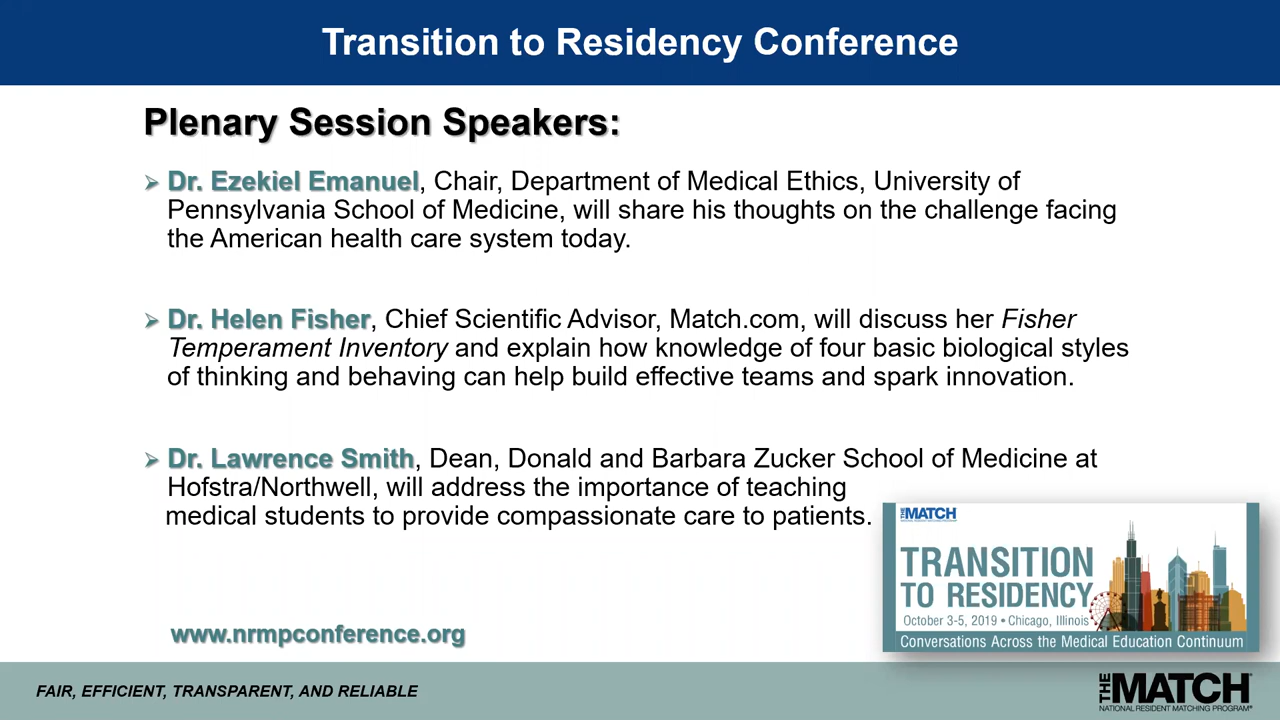 Transition to Residency Conference
Plenary Session Speakers:
➢ Dr. Ezekiel Emanuel, Chair, Department of Medical Ethics, University of
Pennsylvania School of Medicine, will share his thoughts on the challenge facing
the American health care system today.
➢ Dr. Helen Fisher, Chief Scientific Advisor, Match.com, will discuss her Fisher
Temperament Inventory and explain how knowledge of four basic biological styles
of thinking and behaving can help build effective teams and spark innovation.
➢ Dr. Lawrence Smith, Dean, Donald and Barbara Zucker School of Medicine at
Hofstra/Northwell, will address the importance of teaching
medical students to provide compassionate care to patients.
THE MATCH
NATIONAL RESIDENT MATCHING PROGRAM
TRANSITION
TO RESIDENCY
October 3-5, 2019 • Chicago, Illinois
Conversations Across the Medical Education Continuum
www.nrmpconference.org
FAIR, EFFICIENT, TRANSPARENT, AND RELIABLE
THE MATCH
NATIONAL RESIDENT MATCHING PROGRAM®